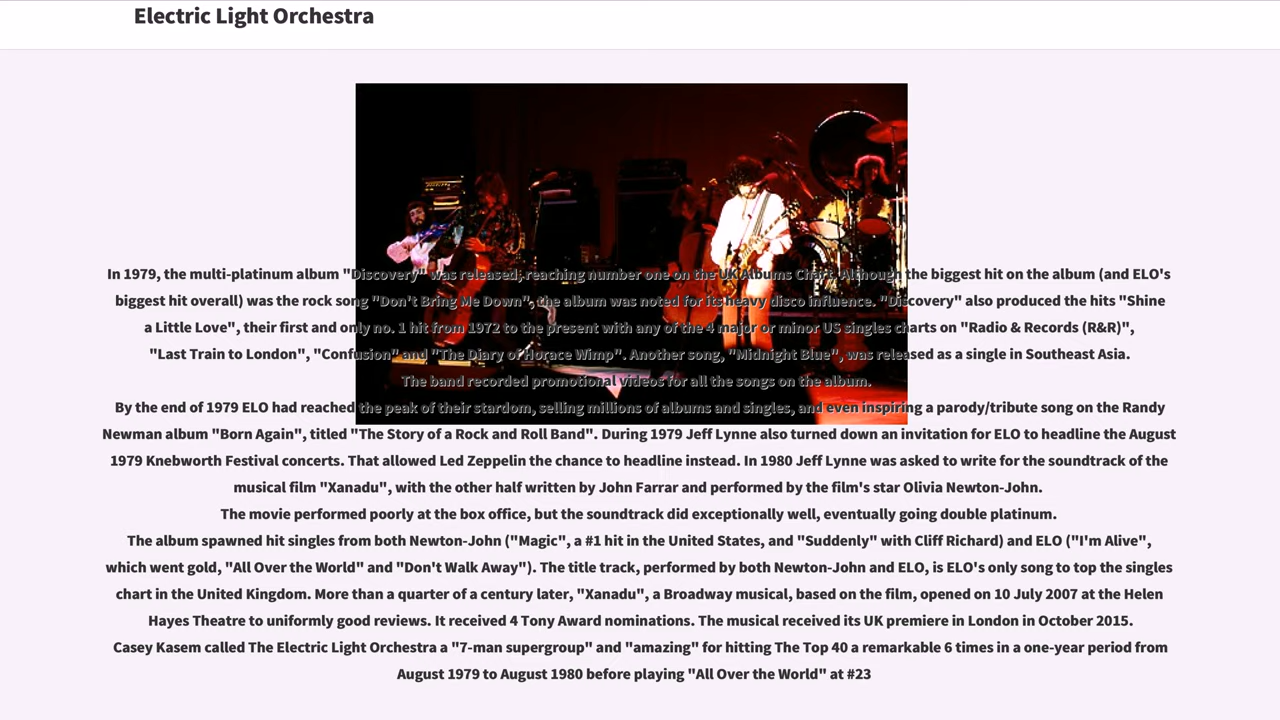 Electric Light Orchestra
In 1979, the multi-platinum album "Discovery" was released, reaching number one on the UK Albums Chart. Although the biggest hit on the album (and ELO's
biggest hit overall) was the rock song "Don't Bring Me Down", the album was noted for its heavy disco influence. "Discovery" also produced the hits "Shine
a Little Love", their first and only no. 1 hit from 1972 to the present with any of the 4 major or minor US singles charts on "Radio & Records (R&R)",
"Last Train to London", "Confusion" and "The Diary of Horace Wimp". Another song, "Midnight Blue", was released as a single in Southeast Asia.
The band recorded promotional videos for all the songs on the album.
By the end of 1979 ELO had reached the peak of their stardom, selling millions of albums and singles, and even inspiring a parody/tribute song on the Randy
Newman album "Born Again", titled "The Story of a Rock and Roll Band". During 1979 Jeff Lynne also turned down an invitation for ELO to headline the August
1979 Knebworth Festival concerts. That allowed Led Zeppelin the chance to headline instead. In 1980 Jeff Lynne was asked to write for the soundtrack of the
musical film "Xanadu", with the other half written by John Farrar and performed by the film's star Olivia Newton-John.
The movie performed poorly at the box office, but the soundtrack did exceptionally well, eventually going double platinum.
The album spawned hit singles from both Newton-John ("Magic", a #1 hit in the United States, and "Suddenly" with Cliff Richard) and ELO ("I'm Alive",
which went gold, "All Over the World" and "Don't Walk Away"). The title track, performed by both Newton-John and ELO, is ELO's only song to top the singles
chart in the United Kingdom. More than a quarter of a century later, "Xanadu", a Broadway musical, based on the film, opened on 10 July 2007 at the Helen
Hayes Theatre to uniformly good reviews. It received 4 Tony Award nominations. The musical received its UK premiere in London in October 2015.
Casey Kasem called The Electric Light Orchestra a "7-man supergroup" and "amazing" for hitting The Top 40 a remarkable 6 times in a one-year period from
August 1979 to August 1980 before playing "All Over the World" at #23